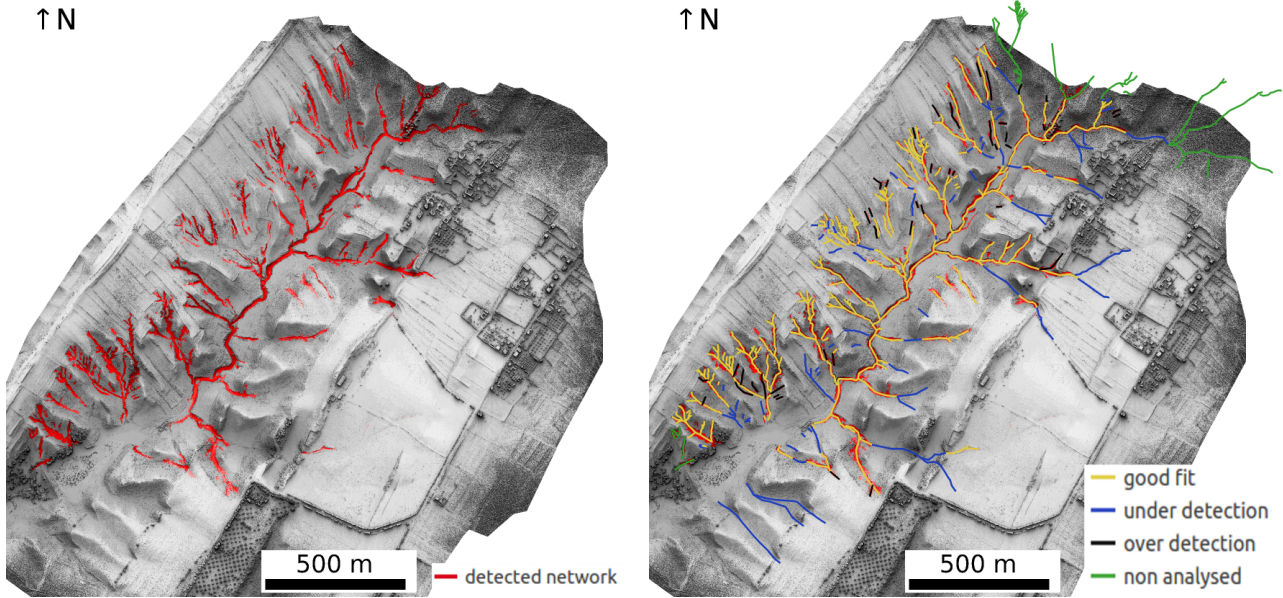 ↑ N
500 m
detected network
↑ N
good fit
under detection
over detection
non analysed
500 m